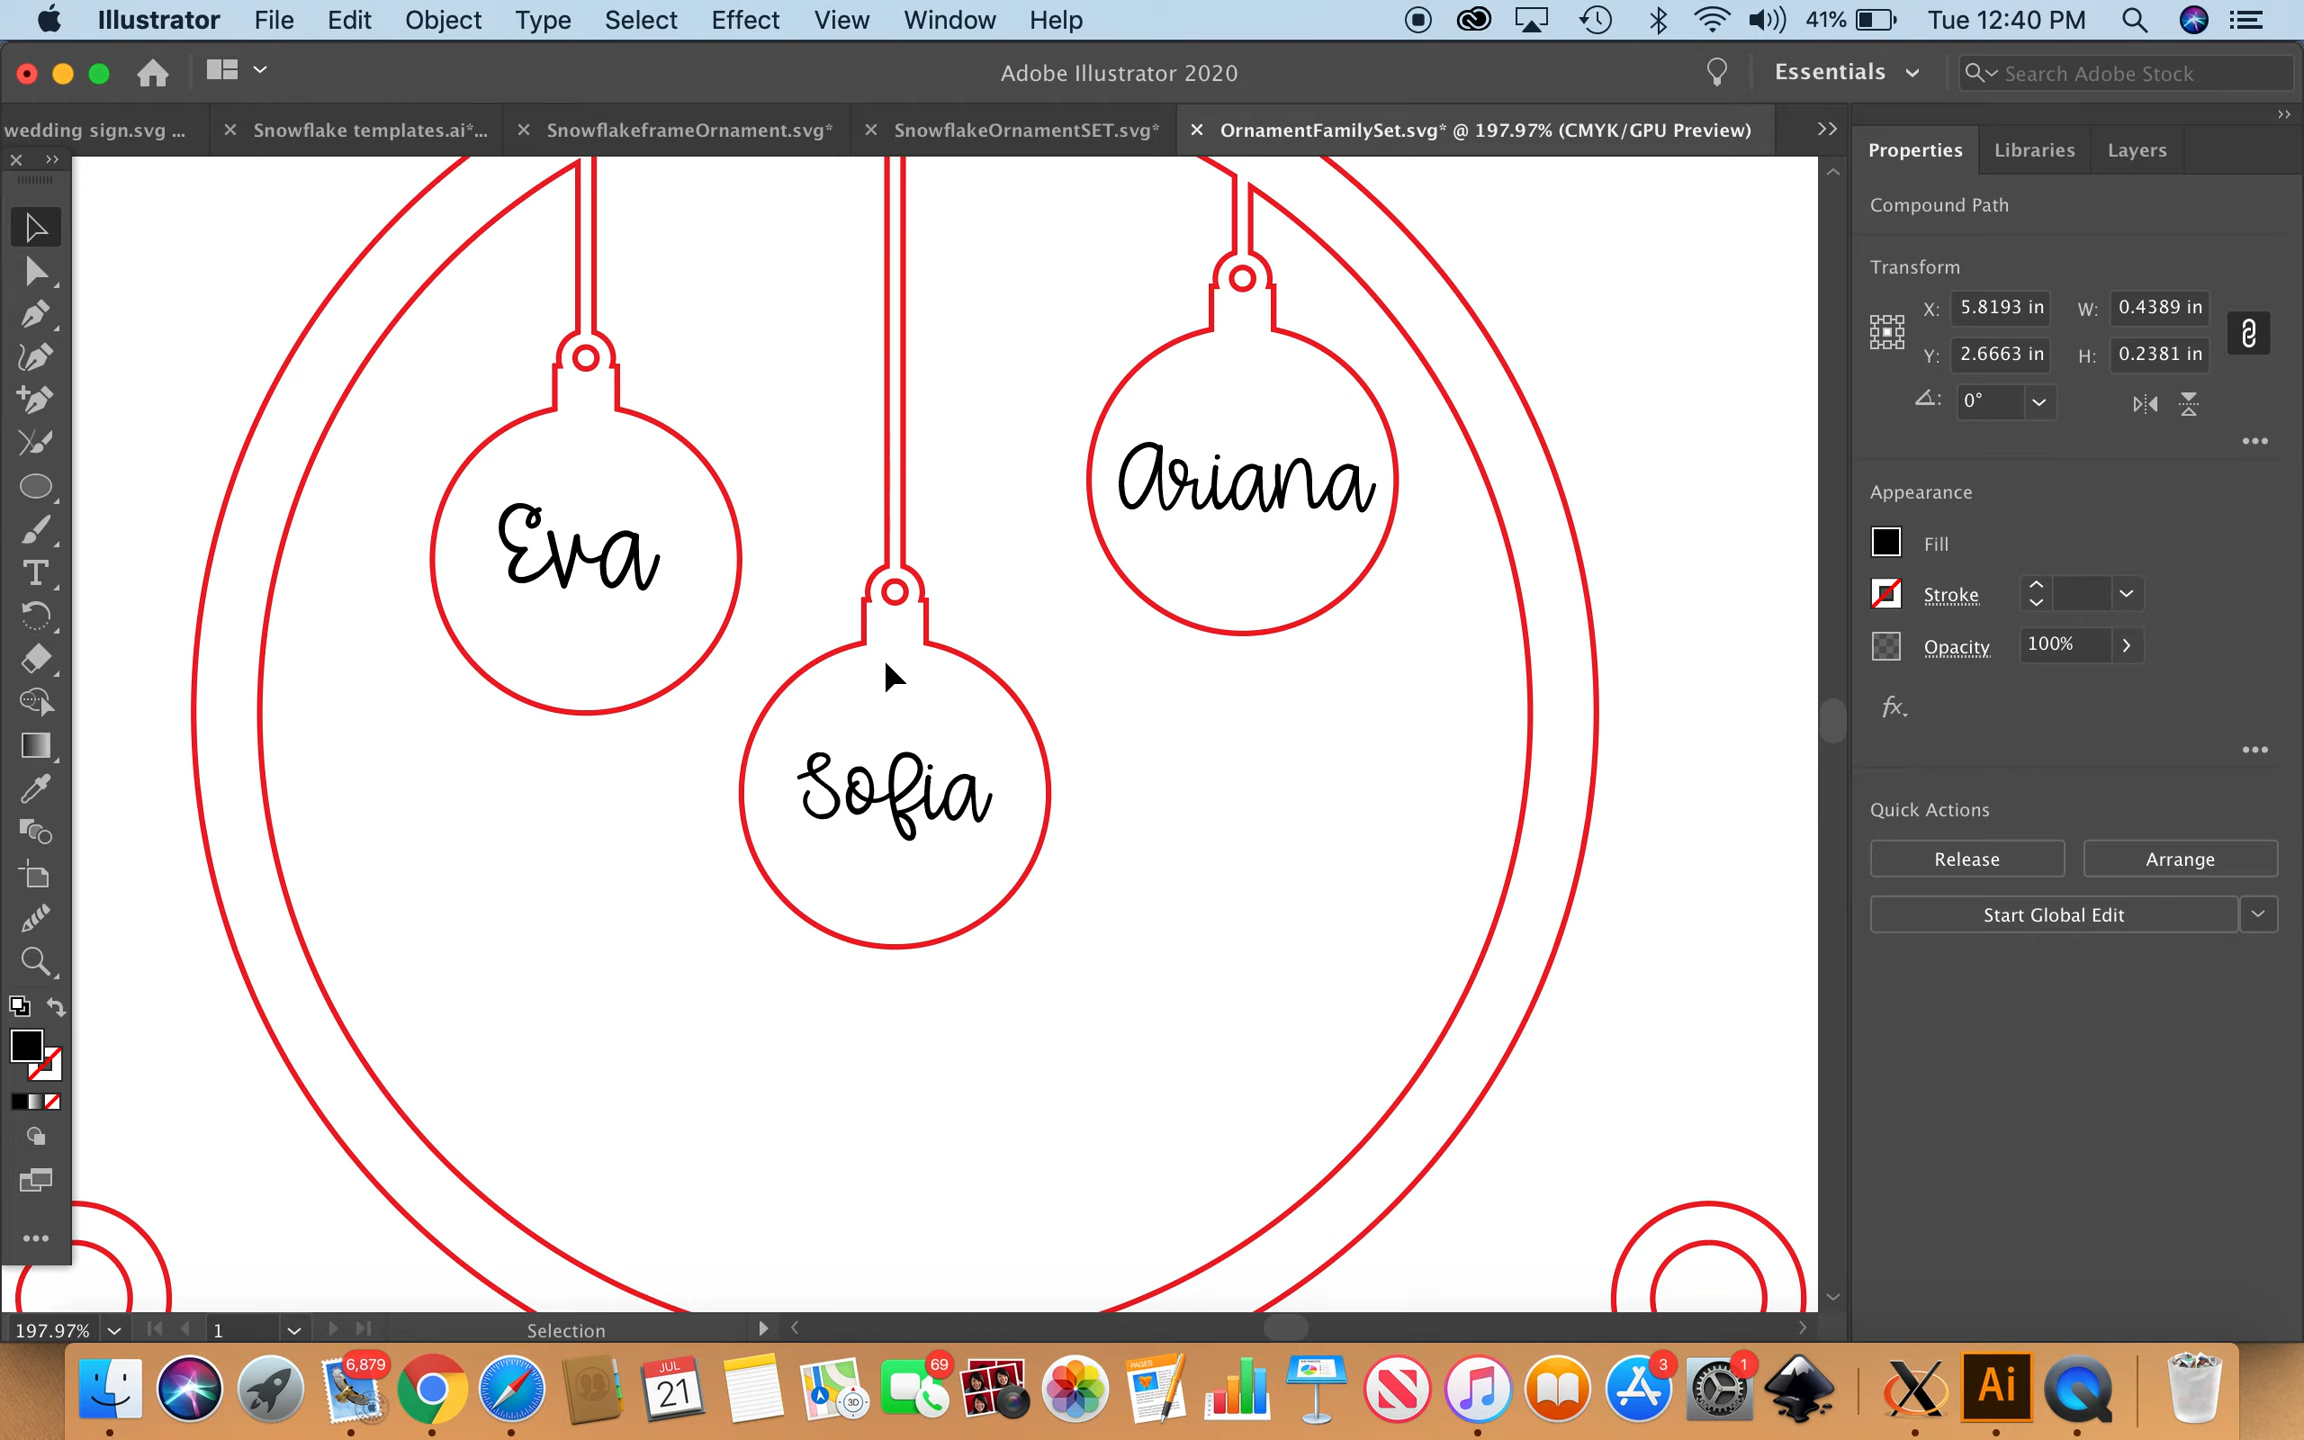 Illustrator File Edit Object Type Select Effect View Window Help 41% Tue 12:40 PM
Adobe Illustrator 2020 Essentials Search Adobe Stock
wedding sign.svg ... × Snowflake templates.ai*... × SnowflakeframeOrnament.svg* × SnowflakeOrnamentSET.svg* × OrnamentFamilySet.svg* @ 197.97% (CMYK/GPU Preview)
Properties Libraries Layers
Compound Path
Transform
X: 5.8193 in W: 0.4389 in
Y: 2.6663 in H: 0.2381 in
0°
Appearance
Fill
Stroke
Opacity 100%
fx
Quick Actions
Release Arrange
Start Global Edit
Ariana
Eva
Sofia
197.97% 1 Selection
6,879 JUL 21 3D 69 PAGES KEYNOTE 3 1 X Ai